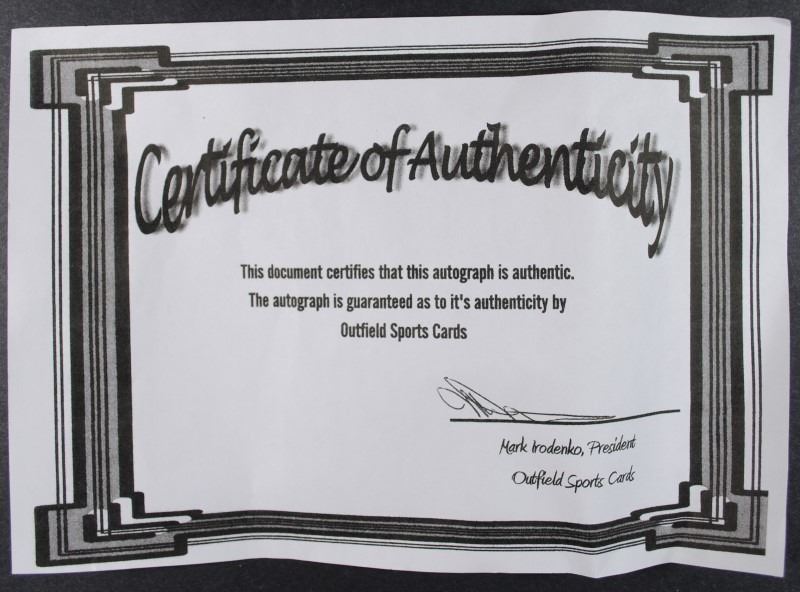 Certificate of Authenticity
This document certifies that this autograph is authentic.
The autograph is guaranteed as to it's authenticity by
Outfield Sports Cards
Mark Irodenko, President
Outfield Sports Cards